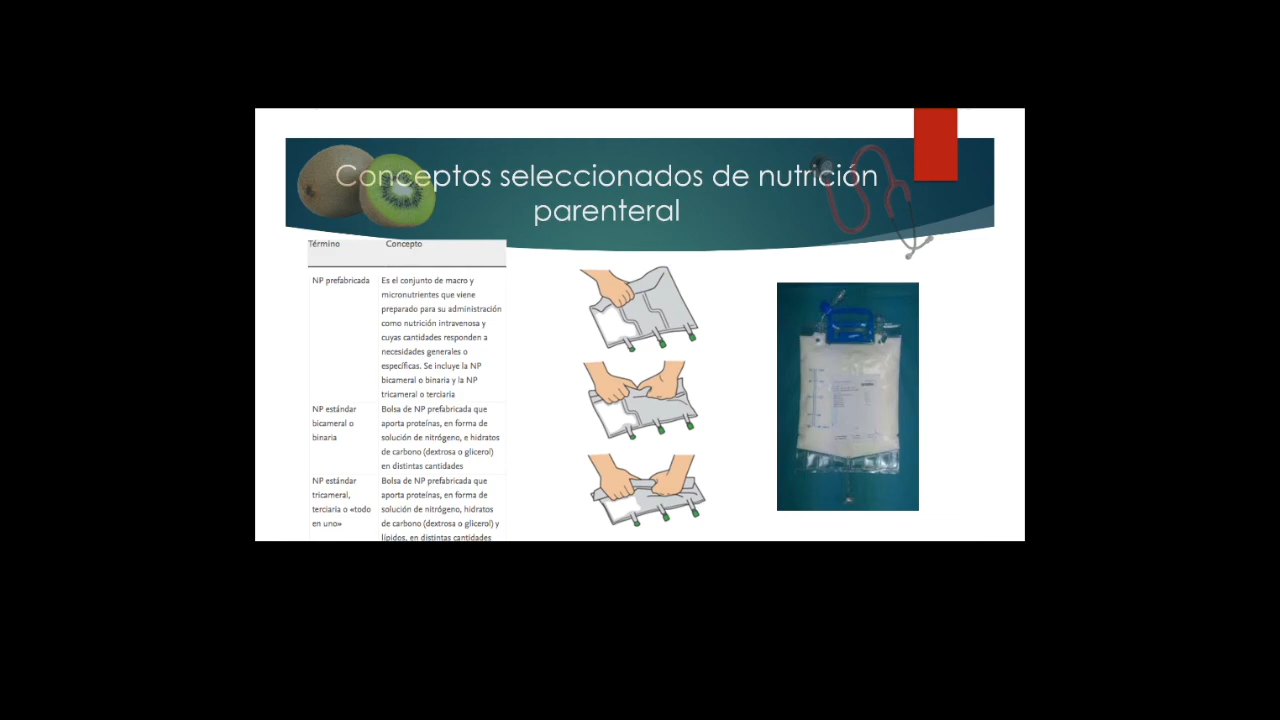 Conceptos seleccionados de nutrición
parenteral
Término Concepto
NP prefabricada Es el conjunto de macro y
micronutrientes que viene
preparado para su administración
como nutrición intravenosa y
cuyas cantidades responden a
necesidades generales o
específicas. Se incluye la NP
bicameral o binaria y la NP
tricameral o terciaria
NP estándar Bolsa de NP prefabricada que
bicameral o aporta proteínas, en forma de
binaria solución de nitrógeno, e hidratos
de carbono (dextrosa o glicerol)
en distintas cantidades
NP estándar Bolsa de NP prefabricada que
tricameral, aporta proteínas, en forma de
terciaria o «todo solución de nitrógeno, hidratos
en uno» de carbono (dextrosa o glicerol) y
lípidos, en distintas cantidades